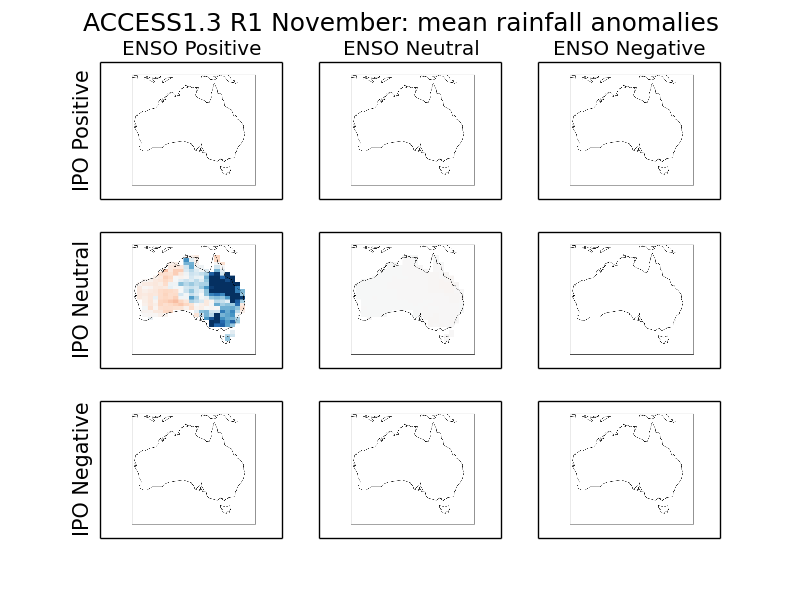 ACCESS1.3 R1 November: mean rainfall anomalies
ENSO Positive
ENSO Neutral
ENSO Negative
IPO Positive
IPO Neutral
IPO Negative